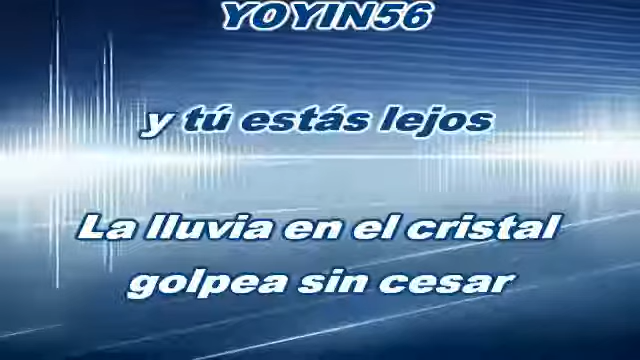 YOYIN56
y tú estás lejos
La lluvia en el cristal
golpea sin cesar